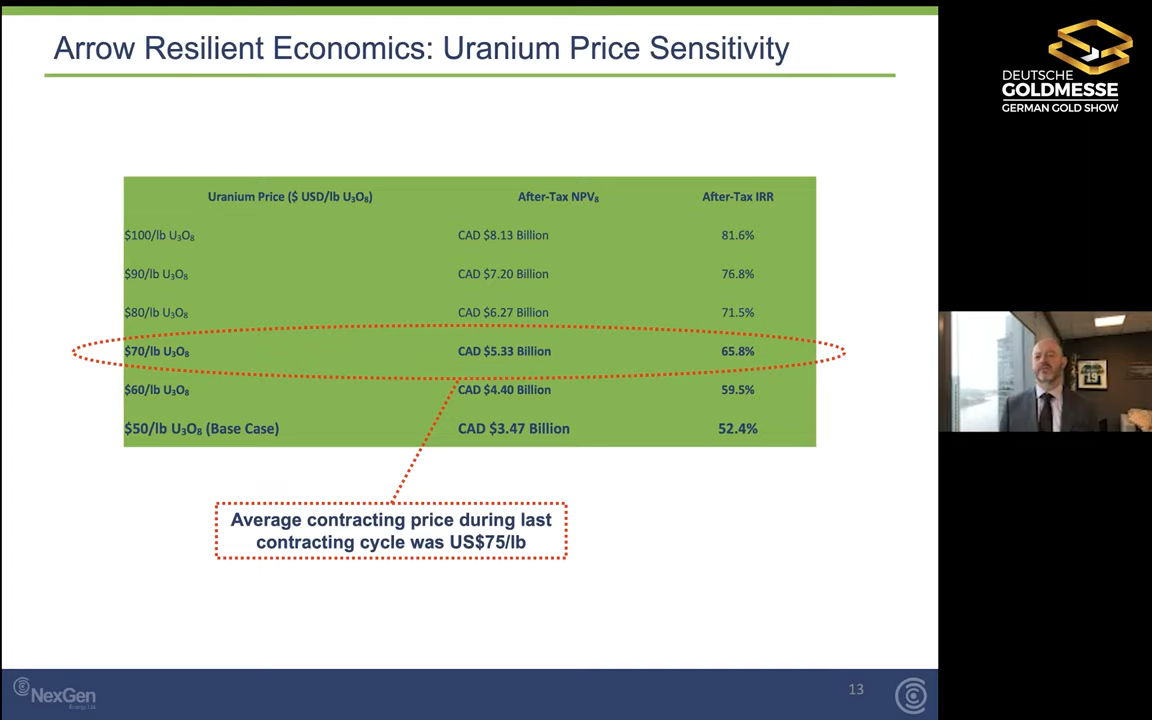 Arrow Resilient Economics: Uranium Price Sensitivity
DEUTSCHE
GOLDMESSE
GERMAN GOLD SHOW
Uranium Price ($ USD/lb U₃O₈) After-Tax NPV₈ After-Tax IRR
$100/lb U₃O₈ CAD $8.13 Billion 81.6%
$90/lb U₃O₈ CAD $7.20 Billion 76.8%
$80/lb U₃O₈ CAD $6.27 Billion 71.5%
$70/lb U₃O₈ CAD $5.33 Billion 65.8%
$60/lb U₃O₈ CAD $4.40 Billion 59.5%
$50/lb U₃O₈ (Base Case) CAD $3.47 Billion 52.4%
19
Average contracting price during last
contracting cycle was US$75/lb
NexGen
Energy Ltd
13